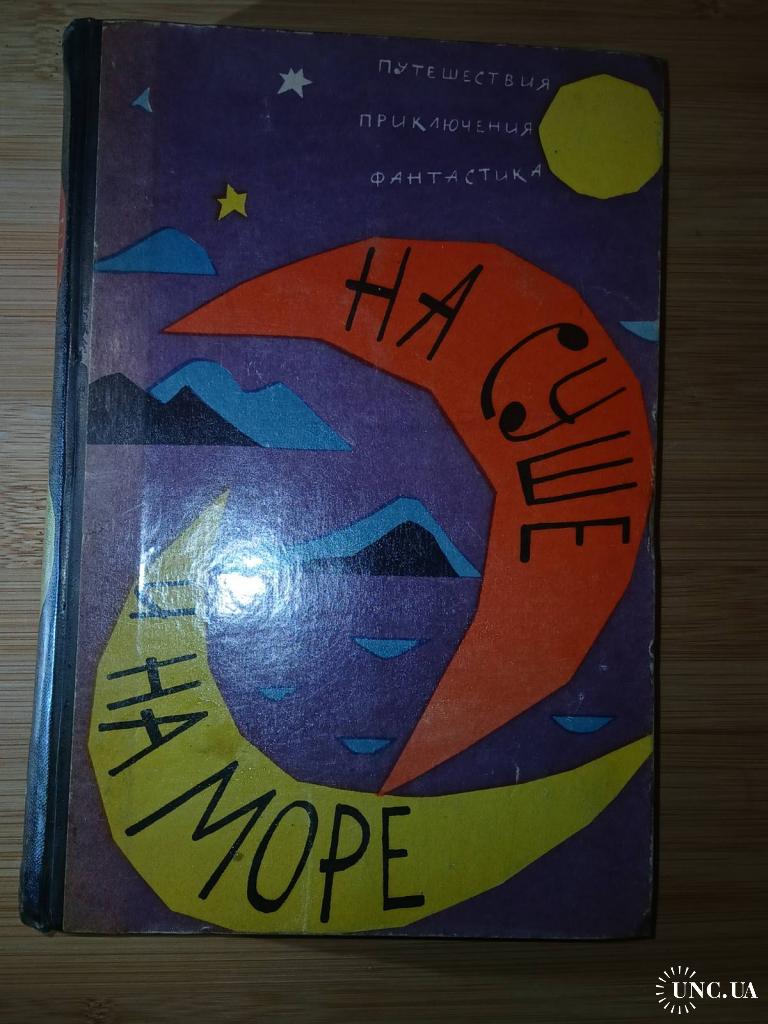 ПУТЕШЕСТВИЯ
ПРИКЛЮЧЕНИЯ
ФАНТАСТИКА
НА СУШЕ
И НА МОРЕ
UNC.UA